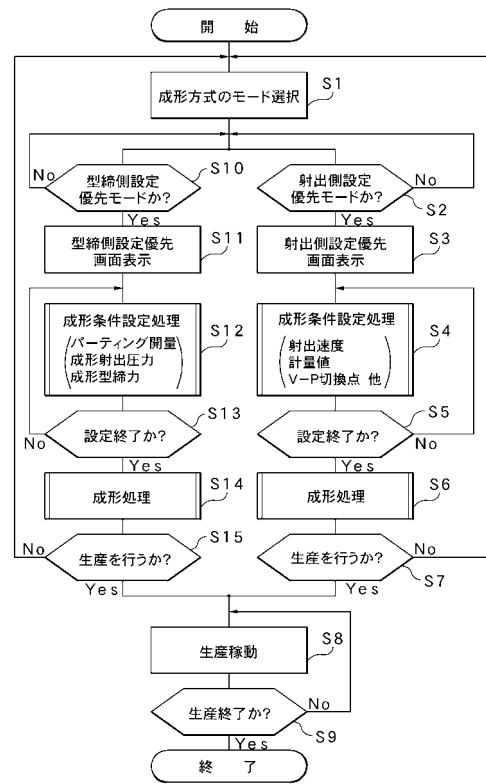 開 始
成形方式のモード選択
S1
No
型締側設定
優先モードか?
S10
Yes
射出側設定
優先モードか?
No
S2
Yes
型締側設定優先
画面表示
S11
射出側設定優先
画面表示
S3
成形条件設定処理
パーティング開量
成形射出圧力
成形型締力
S12
成形条件設定処理
射出速度
計量値
V-P切換点 他
S4
設定終了か?
S13
No
Yes
設定終了か?
S5
No
Yes
成形処理
S14
成形処理
S6
No
生産を行うか?
S15
Yes
生産を行うか?
No
S7
Yes
生産稼動
S8
生産終了か?
No
S9
Yes
終 了